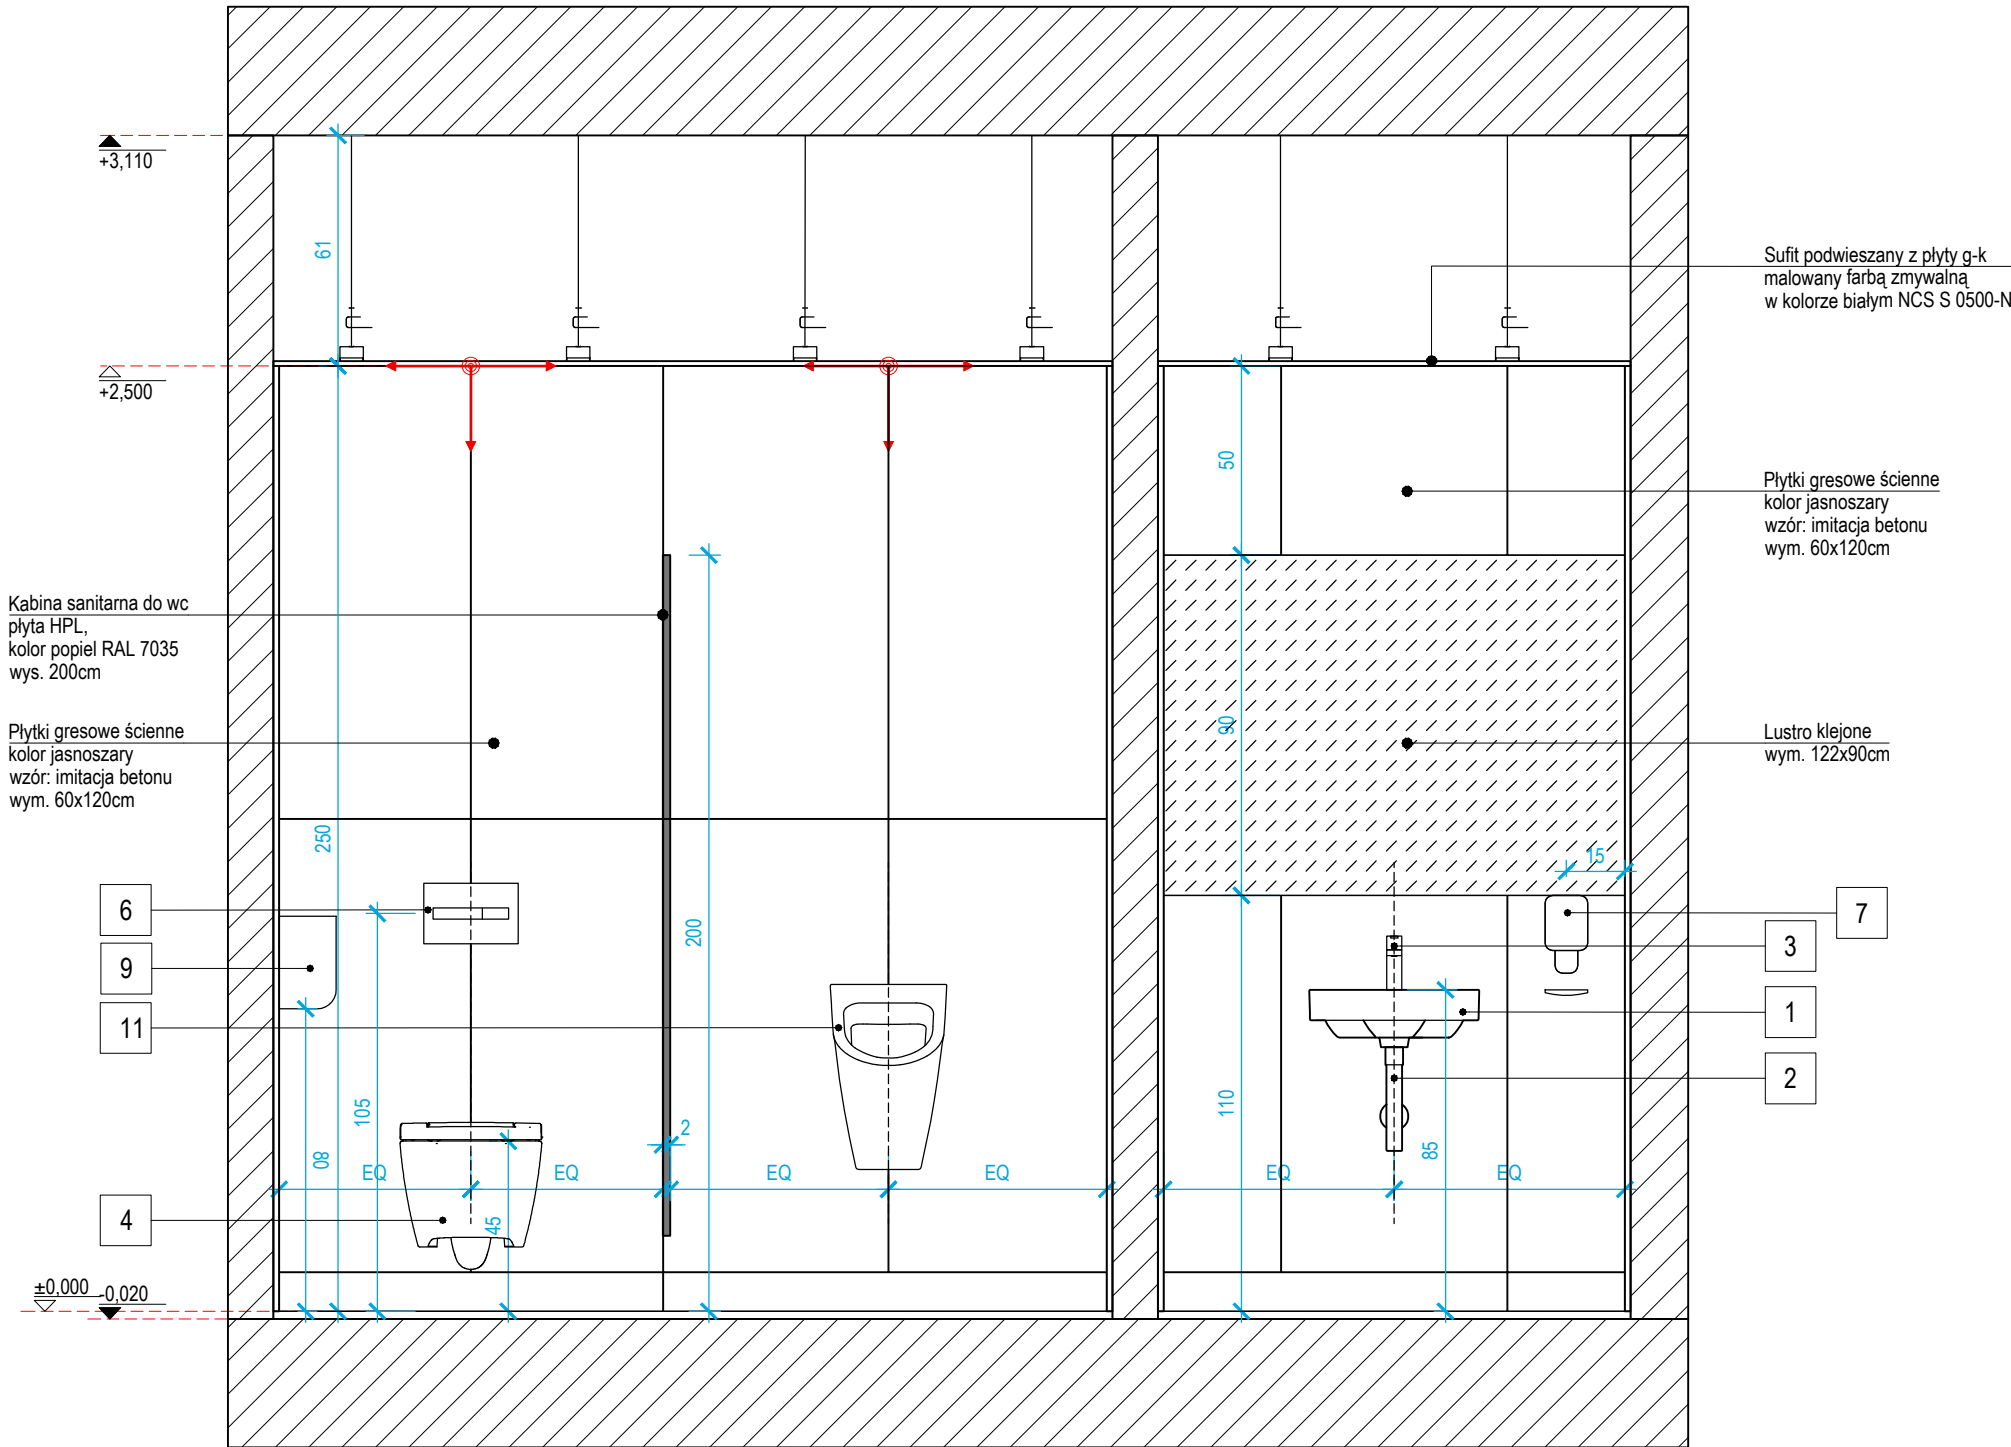 +3,110
61
Sufit podwieszany z płyty g-k
malowany farbą zmywalną
w kolorze białym NCS S 0500-N
+2,500
50
Płytki gresowe ścienne
kolor jasnoszary
wzór: imitacja betonu
wym. 60x120cm
Kabina sanitarna do wc
płyta HPL,
kolor popiel RAL 7035
wys. 200cm
Płytki gresowe ścienne
kolor jasnoszary
wzór: imitacja betonu
wym. 60x120cm
90
Lustro klejone
wym. 122x90cm
250
15
6
7
200
3
9
1
11
2
105
110
2
85
80
EQ
EQ
EQ
EQ
EQ
EQ
4
45
±0,000
-0,020